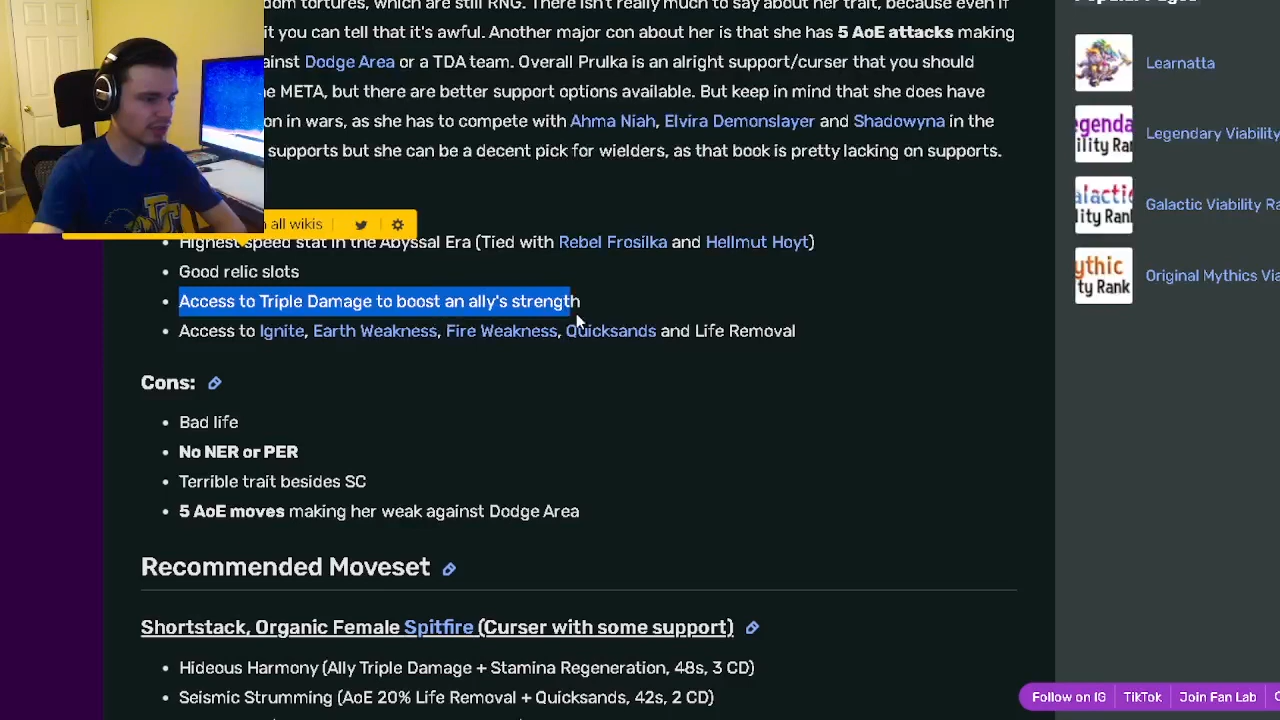 dom tortures, which are still RNG. There isn't really much to say about her trait, because even if
it you can tell that it's awful. Another major con about her is that she has 5 AoE attacks making
ainst Dodge Area or a TDA team. Overall Prulka is an alright support/curser that you should
e META, but there are better support options available. But keep in mind that she does have
on in wars, as she has to compete with Ahma Niah, Elvira Demonslayer and Shadowyna in the
supports but she can be a decent pick for wielders, as that book is pretty lacking on supports.
all wikis
Highest speed stat in the Abyssal Era (Tied with Rebel Frosilka and Hellmut Hoyt)
Good relic slots
Access to Triple Damage to boost an ally's strength
Access to Ignite, Earth Weakness, Fire Weakness, Quicksands and Life Removal
Cons:
Bad life
No NER or PER
Terrible trait besides SC
5 AoE moves making her weak against Dodge Area
Recommended Moveset
Shortstack, Organic Female Spitfire (Curser with some support)
Hideous Harmony (Ally Triple Damage + Stamina Regeneration, 48s, 3 CD)
Seismic Strumming (AoE 20% Life Removal + Quicksands, 42s, 2 CD)
Learnatta
egenda
ility Ra
Legendary Viability
alactic
ility Rank
Galactic Viability Ra
ythic
ty Rank
Original Mythics Via
Follow on IG
TikTok
Join Fan Lab